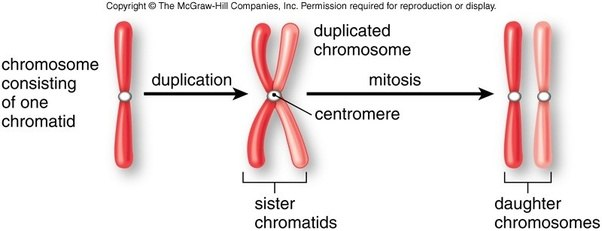 Copyright © The McGraw-Hill Companies, Inc. Permission required for reproduction or display.
chromosome
consisting
of one
chromatid
duplication
duplicated
chromosome
centromere
sister
chromatids
mitosis
daughter
chromosomes